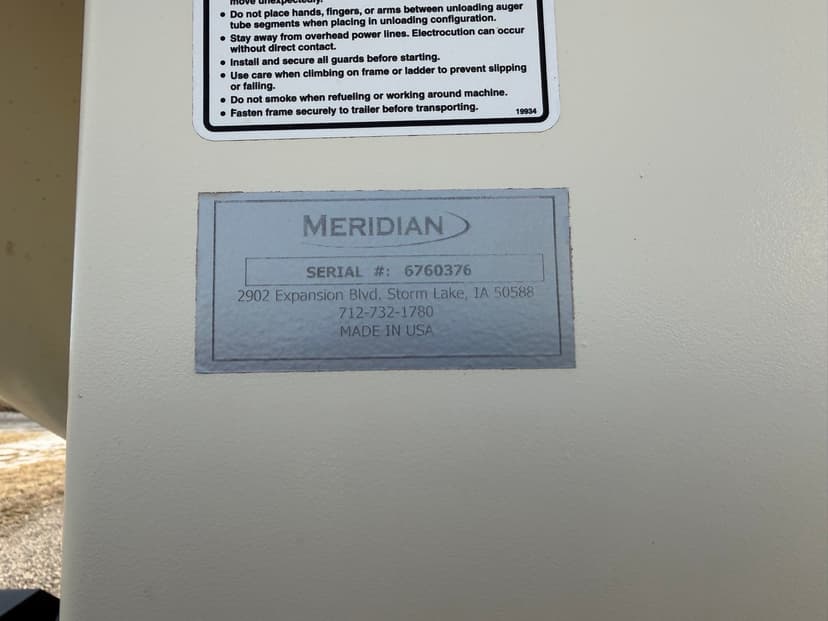 move unexpectedly.
• Do not place hands, fingers, or arms between unloading auger
tube segments when placing in unloading configuration.
• Stay away from overhead power lines. Electrocution can occur
without direct contact.
• Install and secure all guards before starting.
• Use care when climbing on frame or ladder to prevent slipping
or falling.
• Do not smoke when refueling or working around machine.
• Fasten frame securely to trailer before transporting.
19934
MERIDIAN
SERIAL #: 6760376
2902 Expansion Blvd, Storm Lake, IA 50588
712-732-1780
MADE IN USA